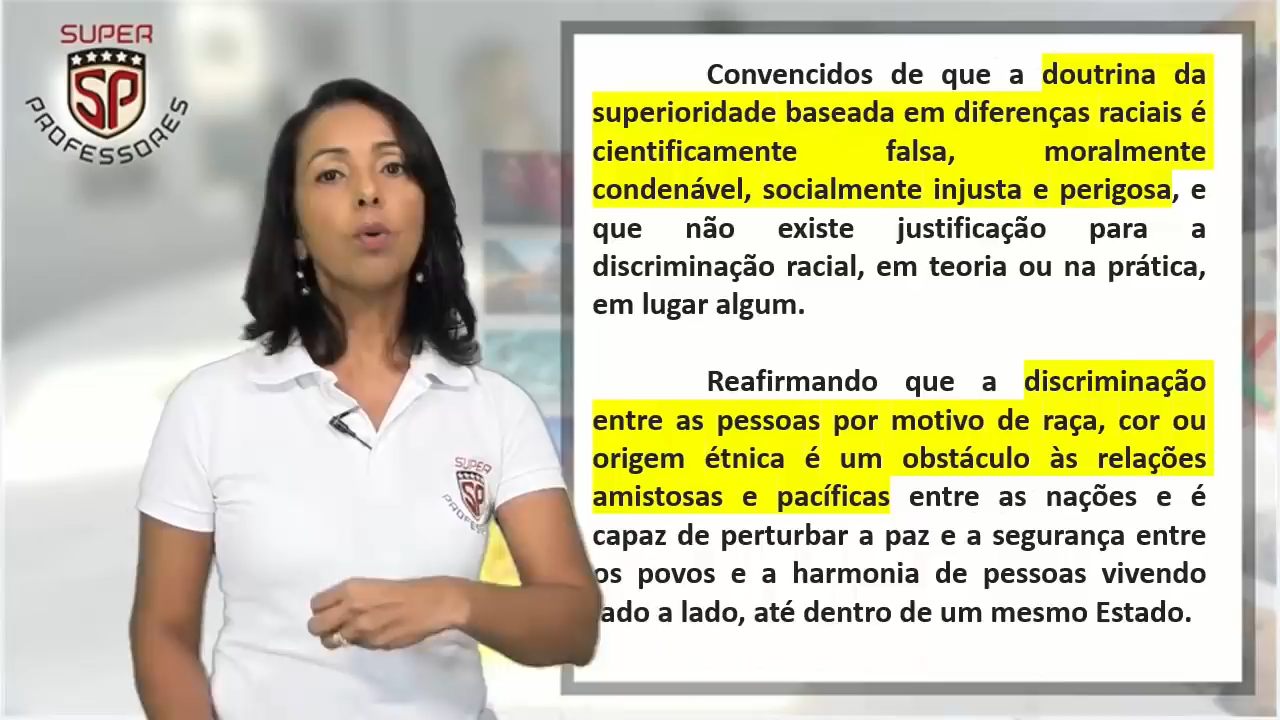 SUPER
SP
PROFESSORES
Convencidos de que a doutrina da
superioridade baseada em diferenças raciais é
cientificamente falsa, moralmente
condenável, socialmente injusta e perigosa, e
que não existe justificação para a
discriminação racial, em teoria ou na prática,
em lugar algum.
Reafirmando que a discriminação
entre as pessoas por motivo de raça, cor ou
origem étnica é um obstáculo às relações
amistosas e pacíficas entre as nações e é
capaz de perturbar a paz e a segurança entre
os povos e a harmonia de pessoas vivendo
lado a lado, até dentro de um mesmo Estado.
SUPER
SP
PROFESS